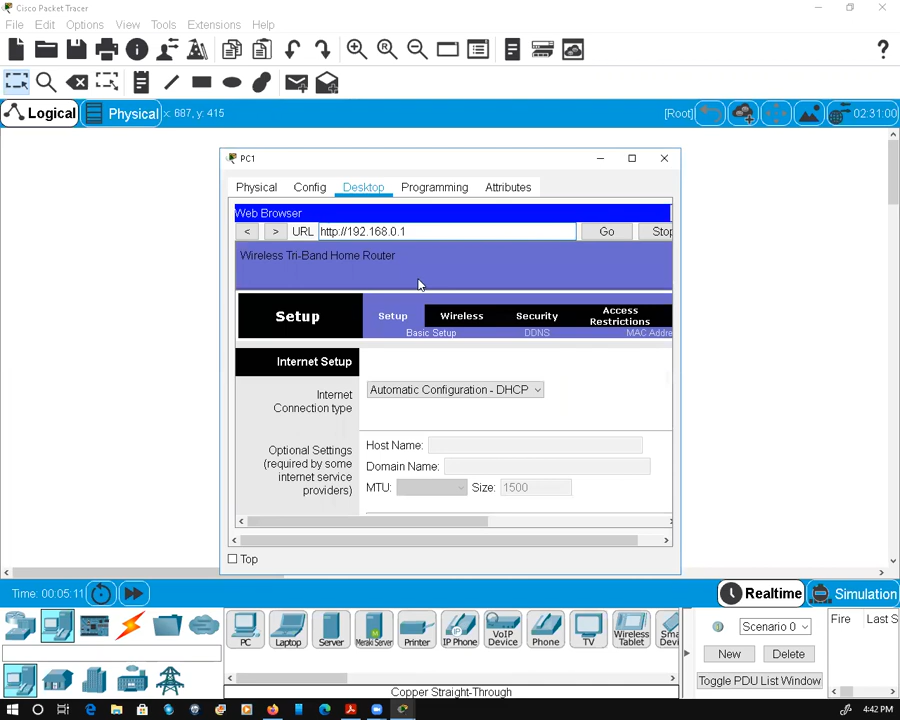 Cisco Packet Tracer
File Edit Options View Tools Extensions Help
Logical Physical x: 687, y: 415 [Root] 02:31:00
PC1
Physical Config Desktop Programming Attributes
Web Browser
< > URL http://192.168.0.1 Go Stop
Wireless Tri-Band Home Router
Setup Setup Wireless Security Access Restrictions
Basic Setup DDNS MAC Addre
Internet Setup
Internet Connection type Automatic Configuration - DHCP
Optional Settings (required by some internet service providers)
Host Name:
Domain Name:
MTU: Size: 1500
Top
Time: 00:05:11 Realtime Simulation
PC Laptop Server Meraki Server Printer IP Phone VoIP Device Phone TV Wireless Tablet
Scenario 0 Fire Last S
New Delete
Toggle PDU List Window
Copper Straight-Through
4:42 PM